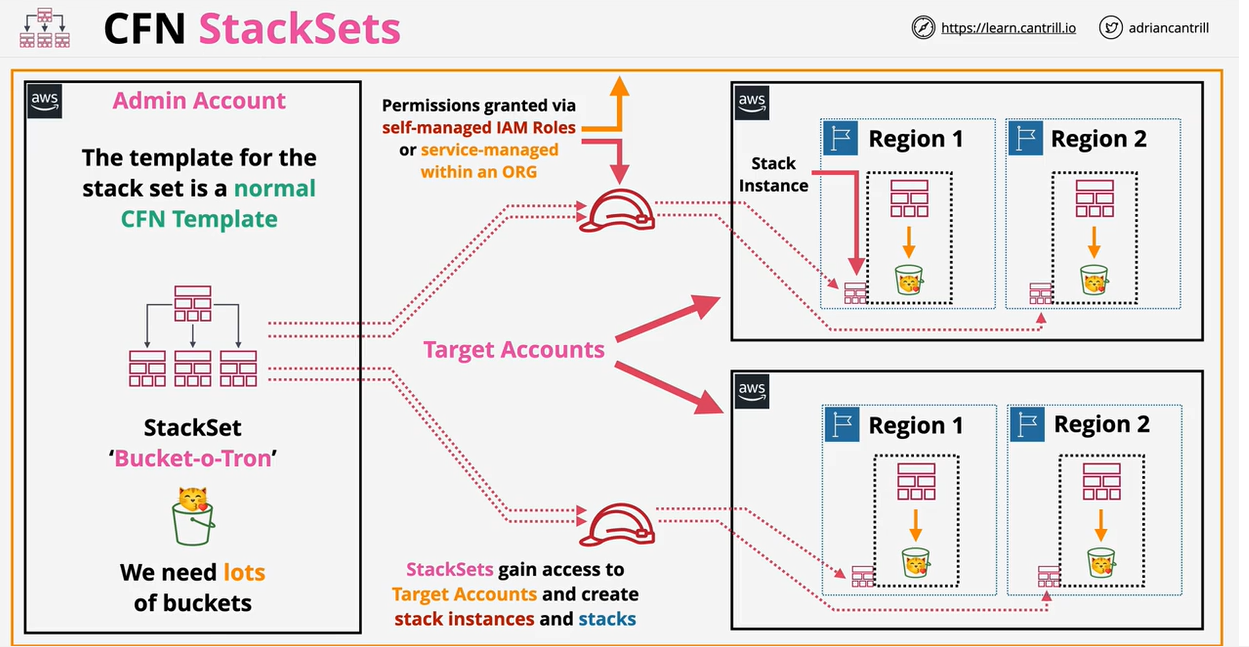 CFN StackSets
https://learn.cantrill.io
adriancantrill
aws
Admin Account
The template for the
stack set is a normal
CFN Template
StackSet
‘Bucket-o-Tron’
We need lots
of buckets
Permissions granted via
self-managed IAM Roles
or service-managed
within an ORG
Target Accounts
StackSets gain access to
Target Accounts and create
stack instances and stacks
aws
Stack
Instance
Region 1
Region 2
aws
Region 1
Region 2